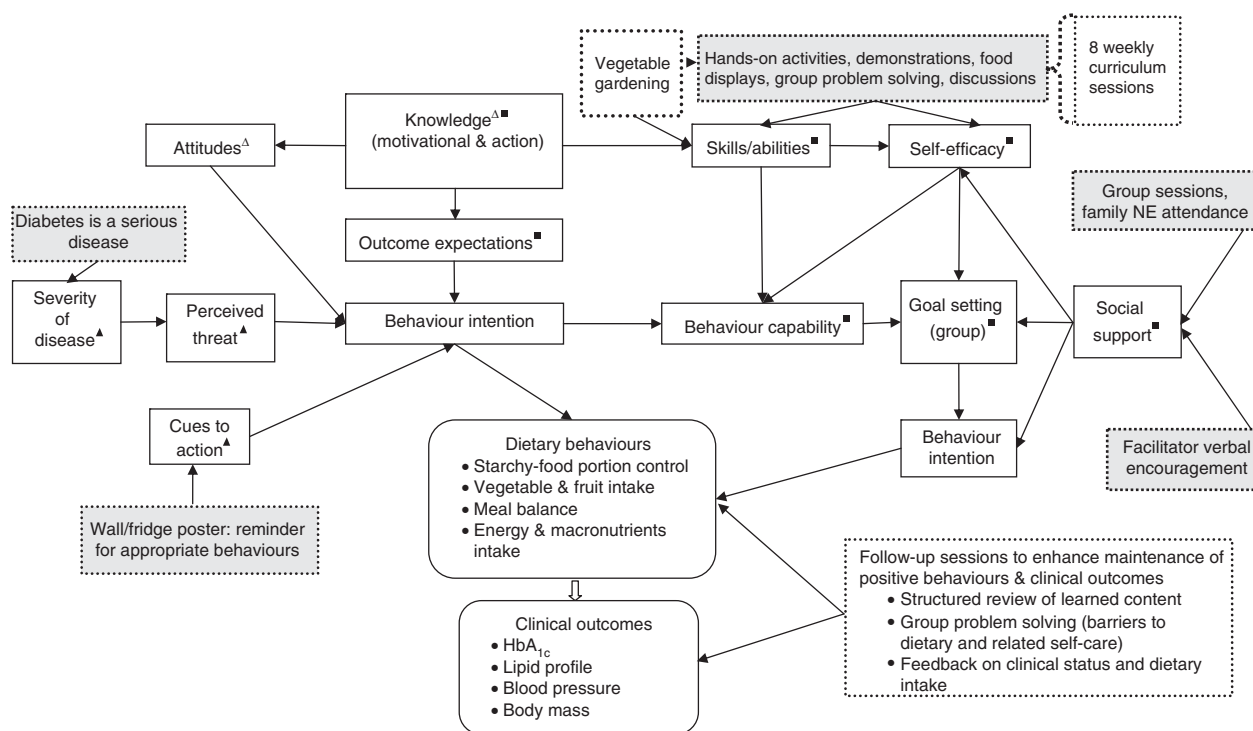 Vegetable
gardening
Hands-on activities, demonstrations, food
displays, group problem solving, discussions
8 weekly
curriculum
sessions
Knowledge△■
(motivational & action)
Attitudes△
Skills/abilities■
Self-efficacy■
Group sessions,
family NE attendance
Diabetes is a serious
disease
Outcome expectations■
Severity
of
disease▲
Perceived
threat▲
Behaviour intention
Behaviour capability■
Goal setting
(group)■
Social
support■
Cues to
action▲
Dietary behaviours
• Starchy-food portion control
• Vegetable & fruit intake
• Meal balance
• Energy & macronutrients
intake
Behaviour
intention
Facilitator verbal
encouragement
Wall/fridge poster: reminder
for appropriate behaviours
Follow-up sessions to enhance maintenance of
positive behaviours & clinical outcomes
• Structured review of learned content
• Group problem solving (barriers to
dietary and related self-care)
• Feedback on clinical status and dietary
intake
Clinical outcomes
• HbA1c
• Lipid profile
• Blood pressure
• Body mass